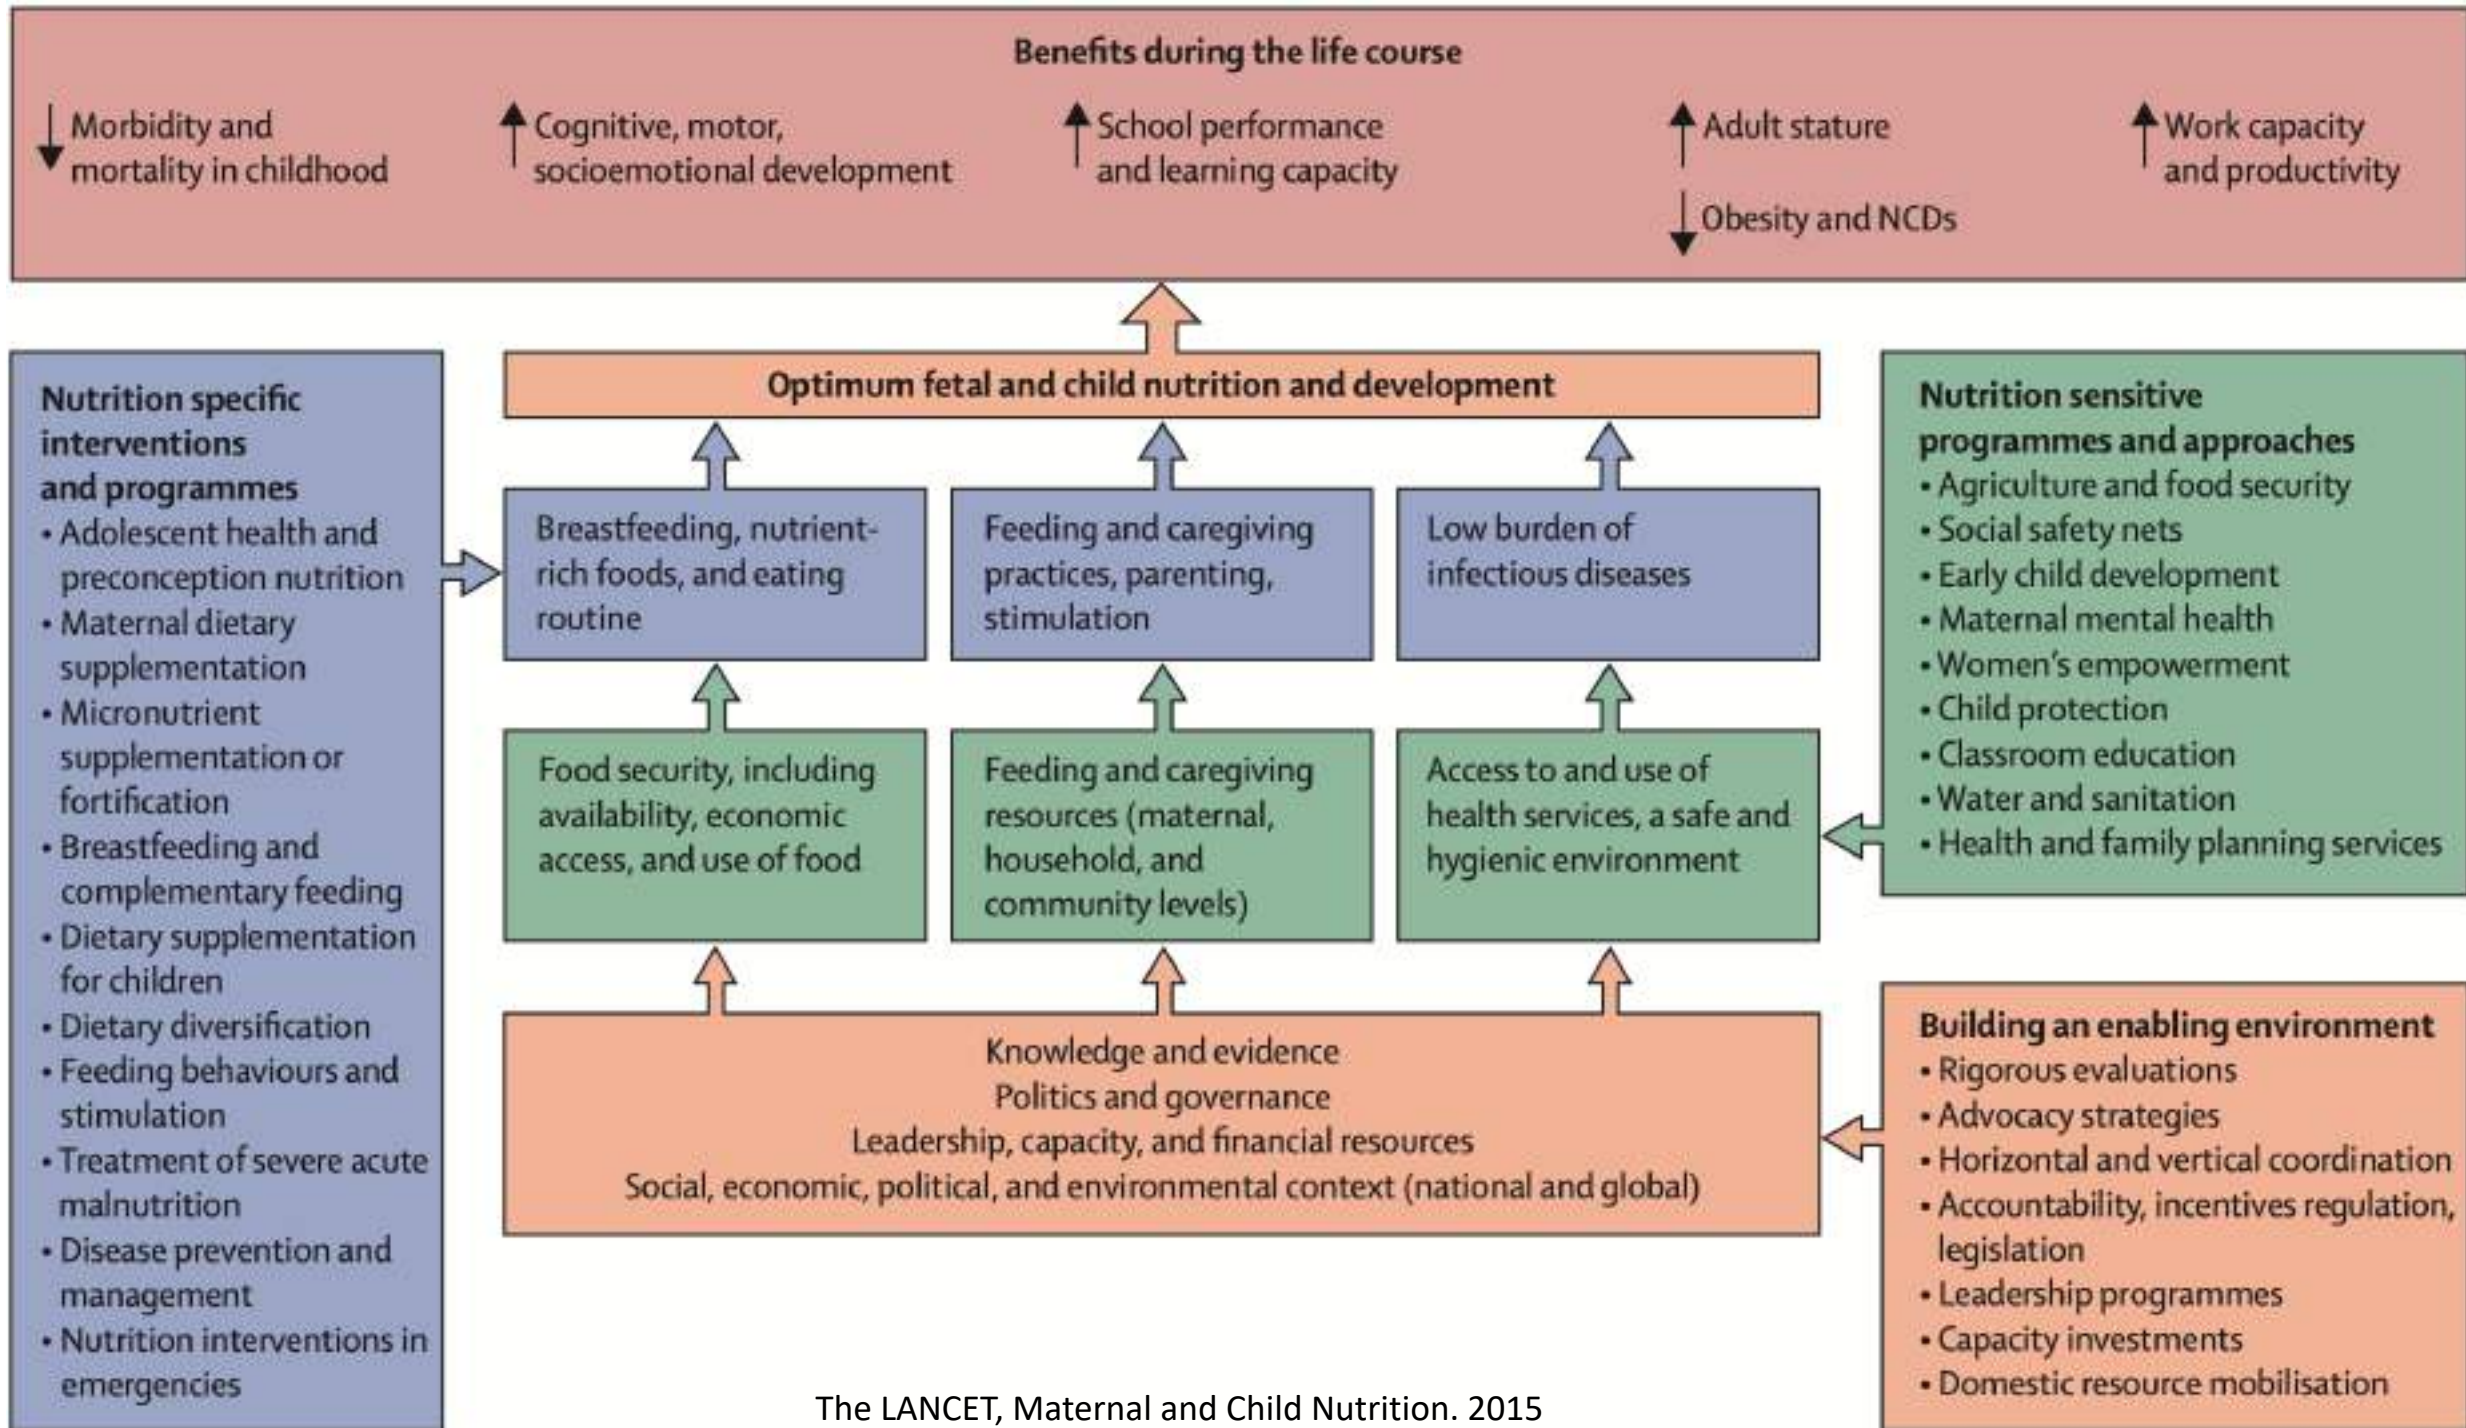 Benefits during the life course
Morbidity and
mortality in childhood
Cognitive, motor,
socioemotional development
School performance
and learning capacity
Adult stature
Obesity and NCDs
Work capacity
and productivity
Optimum fetal and child nutrition and development
Nutrition specific
interventions
and programmes
• Adolescent health and
preconception nutrition
• Maternal dietary
supplementation
• Micronutrient
supplementation or
fortification
• Breastfeeding and
complementary feeding
• Dietary supplementation
for children
• Dietary diversification
• Feeding behaviours and
stimulation
• Treatment of severe acute
malnutrition
• Disease prevention and
management
• Nutrition interventions in
emergencies
Breastfeeding, nutrient-
rich foods, and eating
routine
Feeding and caregiving
practices, parenting,
stimulation
Low burden of
infectious diseases
Food security, including
availability, economic
access, and use of food
Feeding and caregiving
resources (maternal,
household, and
community levels)
Access to and use of
health services, a safe and
hygienic environment
Knowledge and evidence
Politics and governance
Leadership, capacity, and financial resources
Social, economic, political, and environmental context (national and global)
Nutrition sensitive
programmes and approaches
• Agriculture and food security
• Social safety nets
• Early child development
• Maternal mental health
• Women's empowerment
• Child protection
• Classroom education
• Water and sanitation
• Health and family planning services
Building an enabling environment
• Rigorous evaluations
• Advocacy strategies
• Horizontal and vertical coordination
• Accountability, incentives regulation,
legislation
• Leadership programmes
• Capacity investments
• Domestic resource mobilisation
The LANCET, Maternal and Child Nutrition. 2015